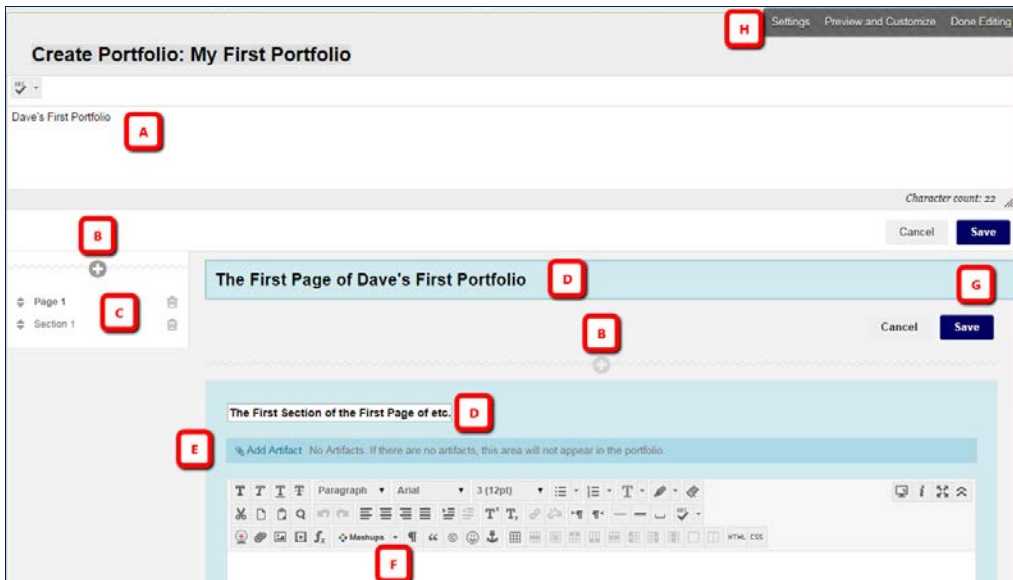 H Settings Preview and Customize Done Editing
Create Portfolio: My First Portfolio
ABC
Dave's First Portfolio
A
Character count: 22
B
Cancel Save
The First Page of Dave's First Portfolio D
G
Page 1
C
Section 1
B
Cancel Save
The First Section of the First Page of etc. D
E
Add Artifact No Artifacts. If there are no artifacts, this area will not appear in the portfolio.
T T T T Paragraph Arial 3 (12pt) T i
T T
ABC
fx Mashups ¶ “ © HTML CSS
F